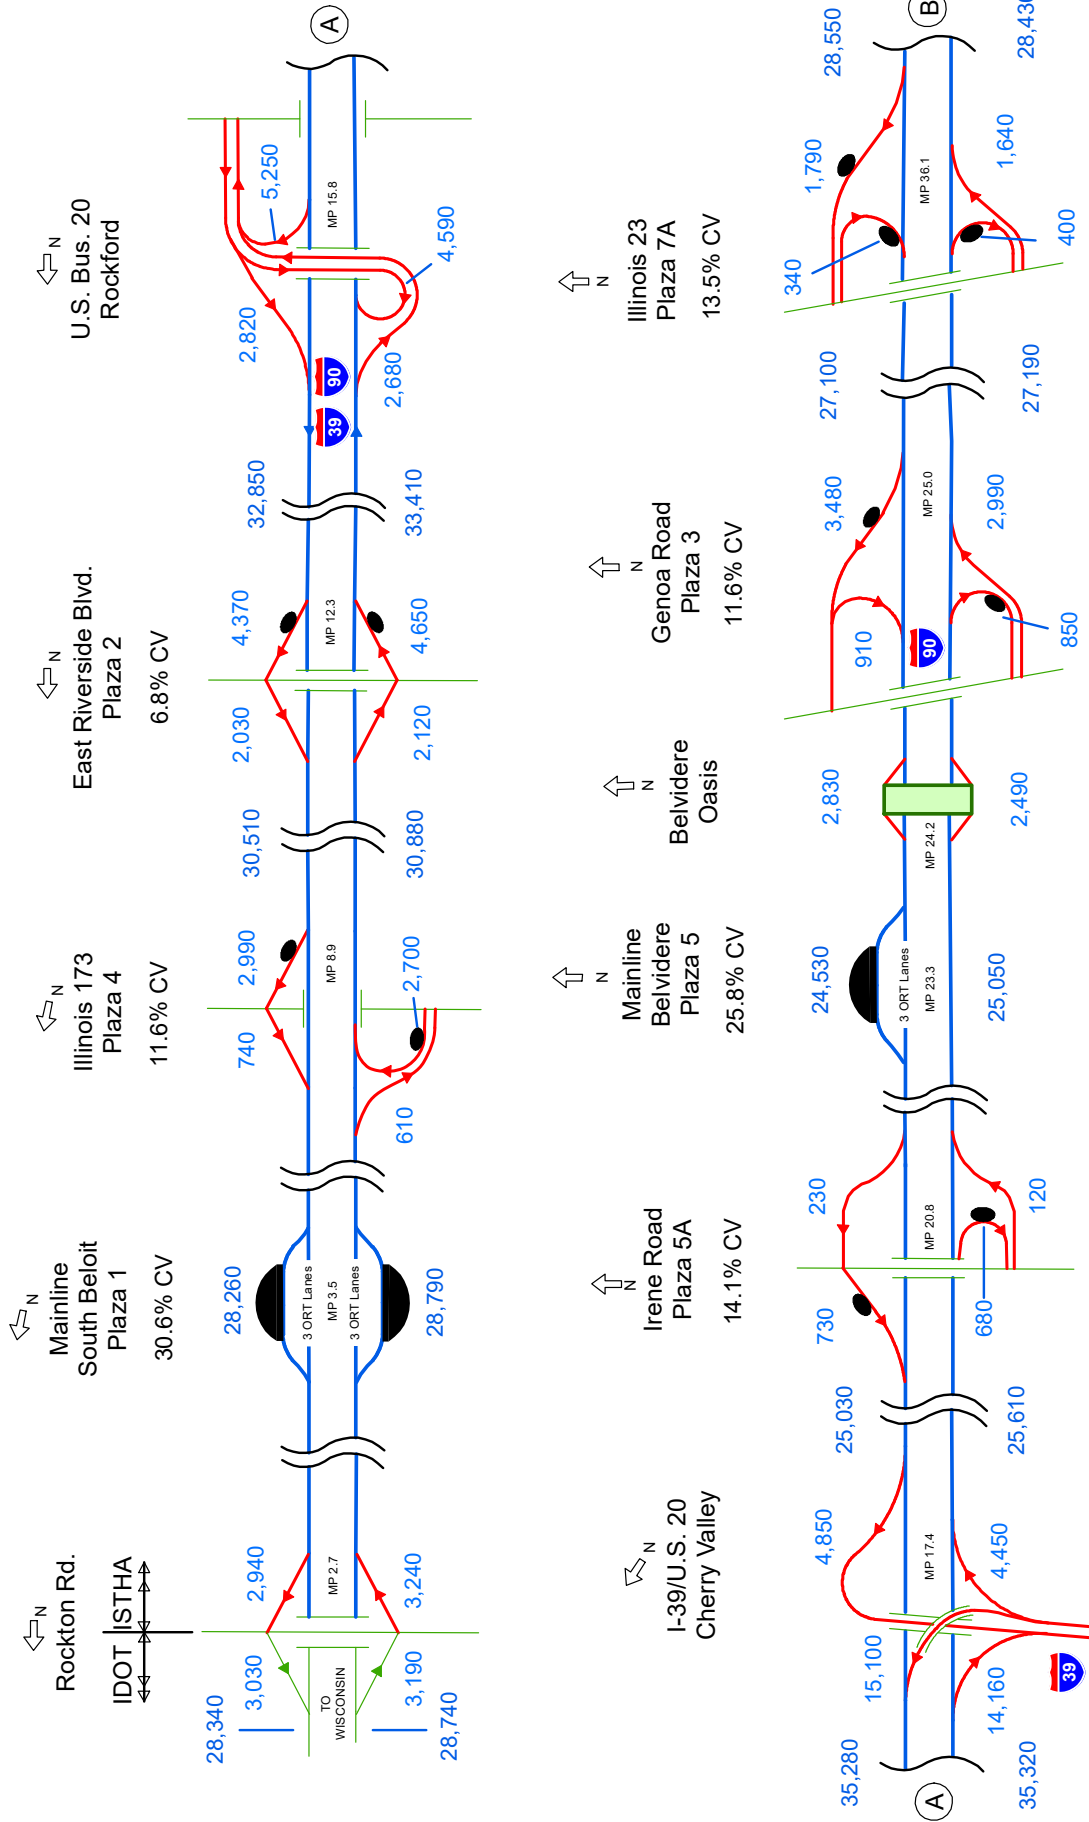 Rockton Rd.
IDOT
ISTHA
N
28,340
3,030
2,940
TO
WISCONSIN
MP 2.7
28,740
3,190
3,240
Mainline
South Beloit
Plaza 1
30.6% CV
N
28,260
3 ORT Lanes
MP 3.5
3 ORT Lanes
28,790
Illinois 173
Plaza 4
11.6% CV
N
740
2,990
MP 8.9
610
2,700
30,510
30,880
East Riverside Blvd.
Plaza 2
6.8% CV
N
2,030
4,370
MP 12.3
2,120
4,650
32,850
33,410
U.S. Bus. 20
Rockford
N
2,820
5,250
39
90
MP 15.8
2,680
4,590
A
I-39/U.S. 20
Cherry Valley
N
35,280
15,100
4,850
A
MP 17.4
35,320
14,160
4,450
39
25,030
25,610
Irene Road
Plaza 5A
14.1% CV
N
730
230
MP 20.8
680
120
Mainline
Belvidere
Plaza 5
25.8% CV
N
24,530
3 ORT Lanes
MP 23.3
25,050
Belvidere
Oasis
N
2,830
MP 24.2
2,490
Genoa Road
Plaza 3
11.6% CV
N
910
3,480
90
MP 25.0
850
2,990
27,100
27,190
Illinois 23
Plaza 7A
13.5% CV
N
340
1,790
MP 36.1
400
1,640
28,550
B
28,430